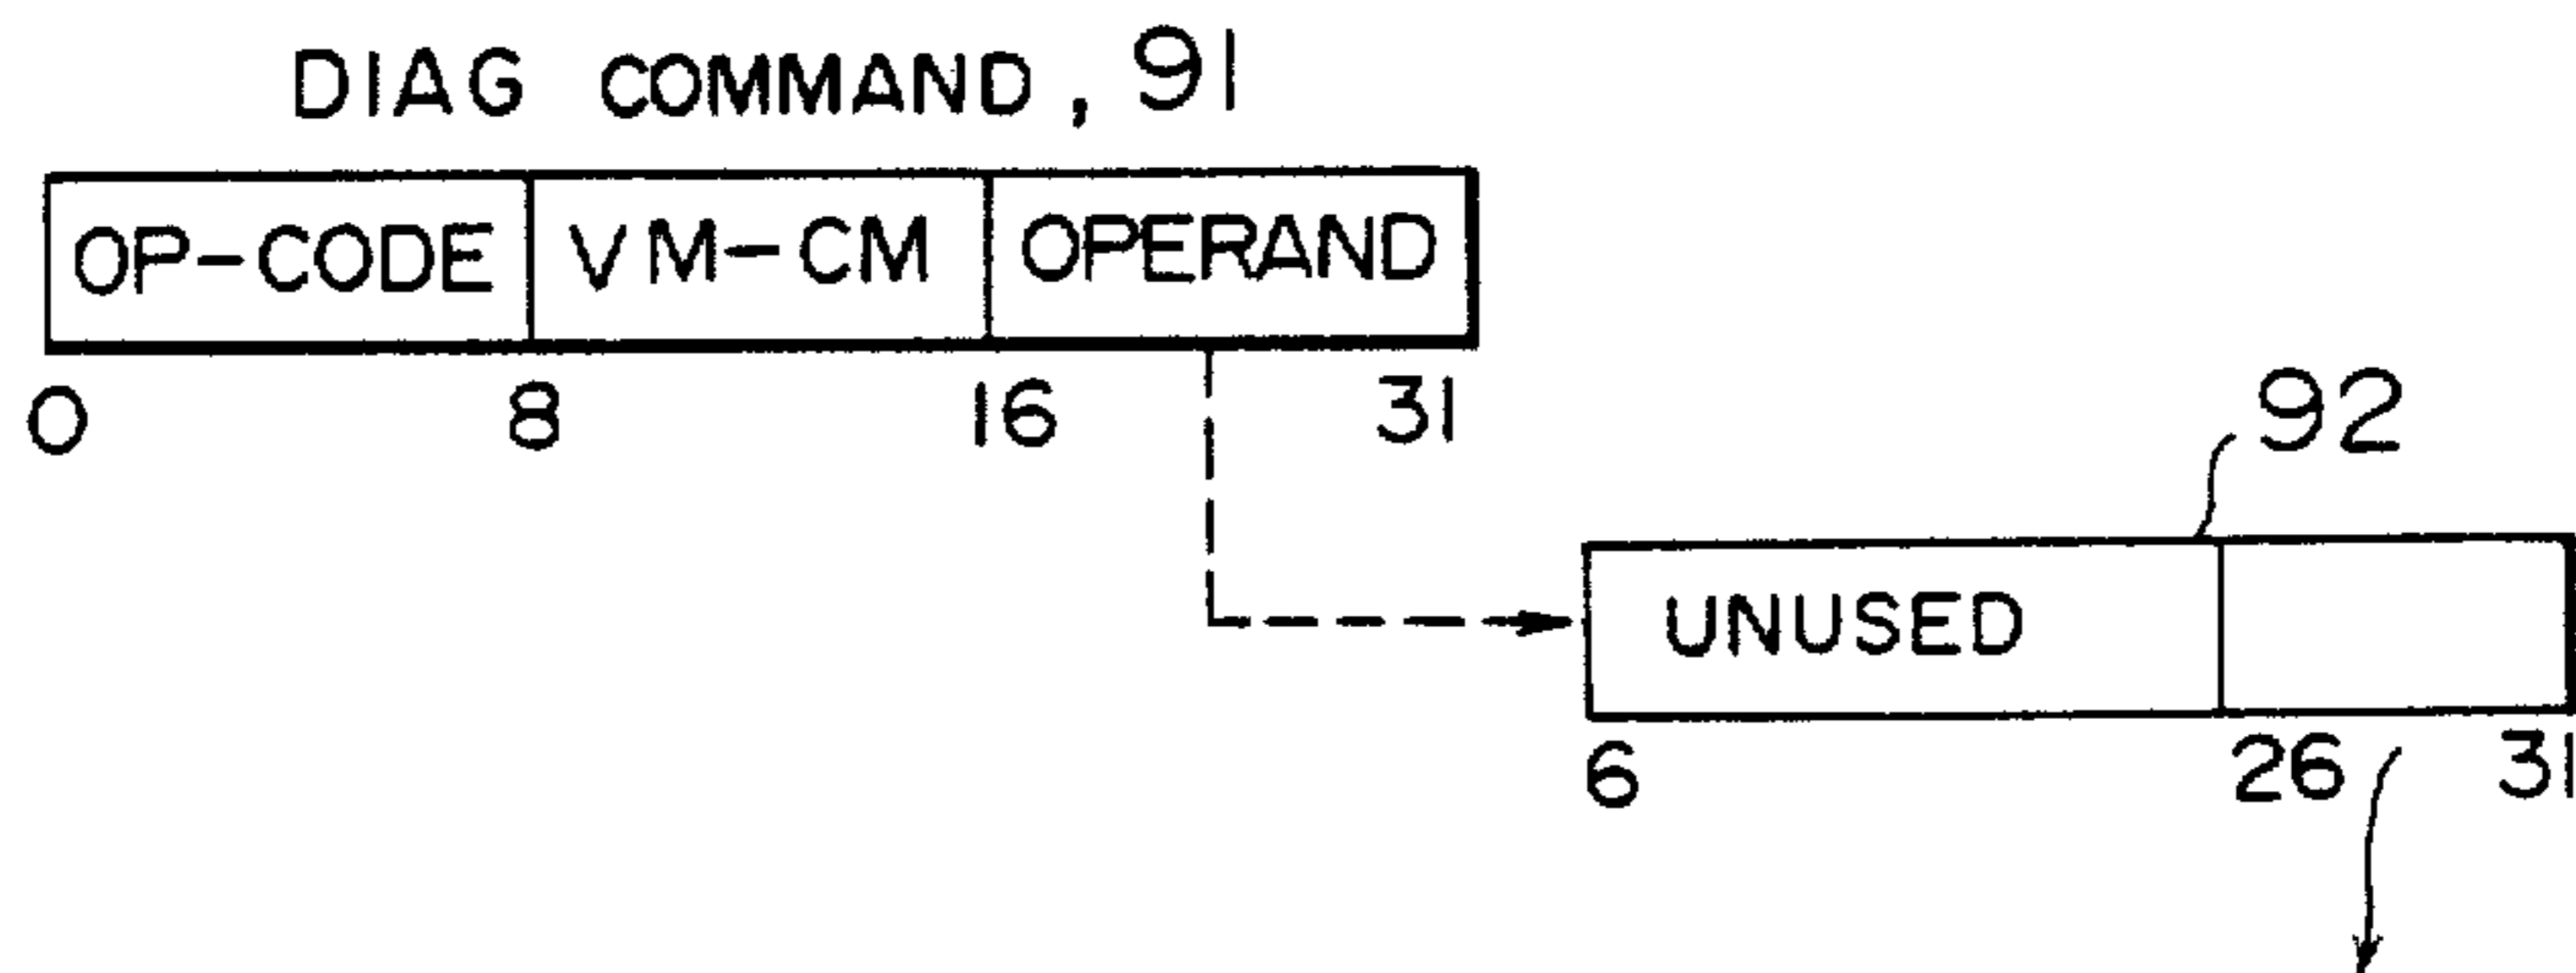 DIAG COMMAND, 91
OP-CODE VM-CM OPERAND
0 8 16 31
92
UNUSED
6 26 31